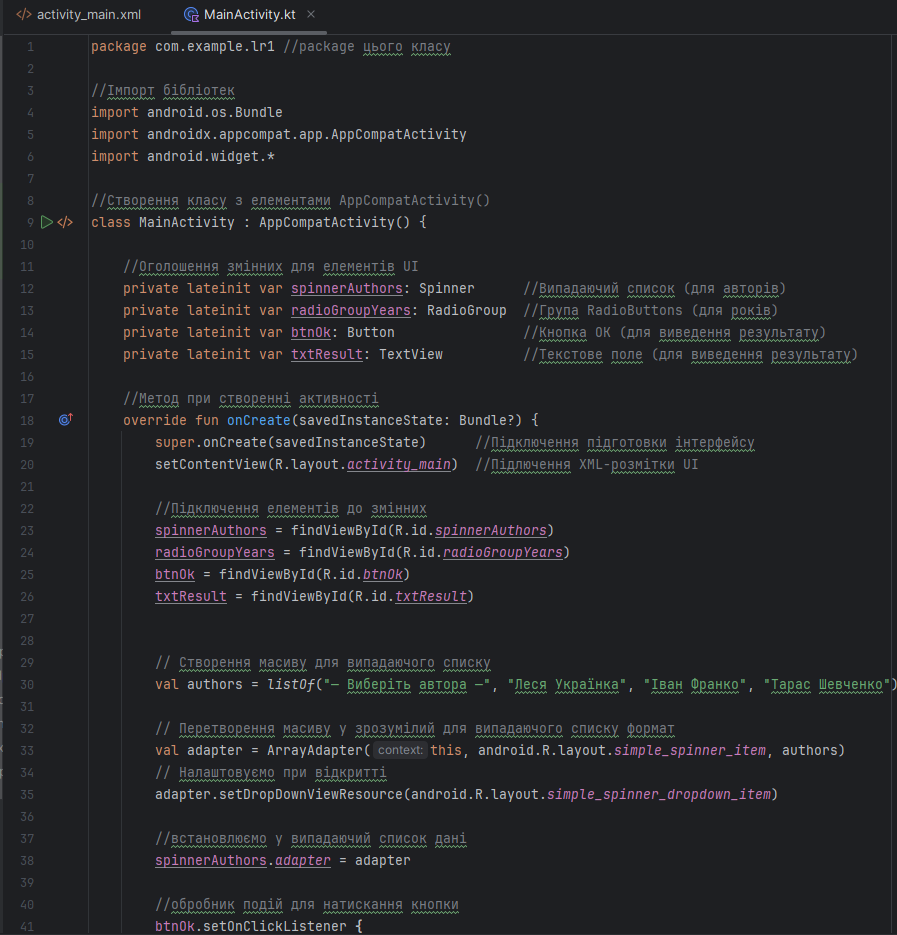 activity_main.xml MainActivity.kt
1 package com.example.lr1 //package цього класу
2
3 //Імпорт бібліотек
4 import android.os.Bundle
5 import androidx.appcompat.app.AppCompatActivity
6 import android.widget.*
7
8 //Створення класу з елементами AppCompatActivity()
9 class MainActivity : AppCompatActivity() {
10
11 //Оголошення змінних для елементів UI
12 private lateinit var spinnerAuthors: Spinner //Випадаючий список (для авторів)
13 private lateinit var radioGroupYears: RadioGroup //Група RadioButtons (для років)
14 private lateinit var btnOk: Button //Кнопка ОК (для виведення результату)
15 private lateinit var txtResult: TextView //Текстове поле (для виведення результату)
16
17 //Метод при створенні активності
18 override fun onCreate(savedInstanceState: Bundle?) {
19 super.onCreate(savedInstanceState) //Підключення підготовки інтерфейсу
20 setContentView(R.layout.activity_main) //Підлючення XML-розмітки UI
21
22 //Підключення елементів до змінних
23 spinnerAuthors = findViewById(R.id.spinnerAuthors)
24 radioGroupYears = findViewById(R.id.radioGroupYears)
25 btnOk = findViewById(R.id.btnOk)
26 txtResult = findViewById(R.id.txtResult)
27
28
29 // Створення масиву для випадаючого списку
30 val authors = listOf("— Виберіть автора —", "Леся Українка", "Іван Франко", "Тарас Шевченко")
31
32 // Перетворення масиву у зрозумілий для випадаючого списку формат
33 val adapter = ArrayAdapter( context: this, android.R.layout.simple_spinner_item, authors)
34 // Налаштовуємо при відкритті
35 adapter.setDropDownViewResource(android.R.layout.simple_spinner_dropdown_item)
36
37 //встановлюємо у випадаючий список дані
38 spinnerAuthors.adapter = adapter
39
40 //обробник подій для натискання кнопки
41 btnOk.setOnClickListener {